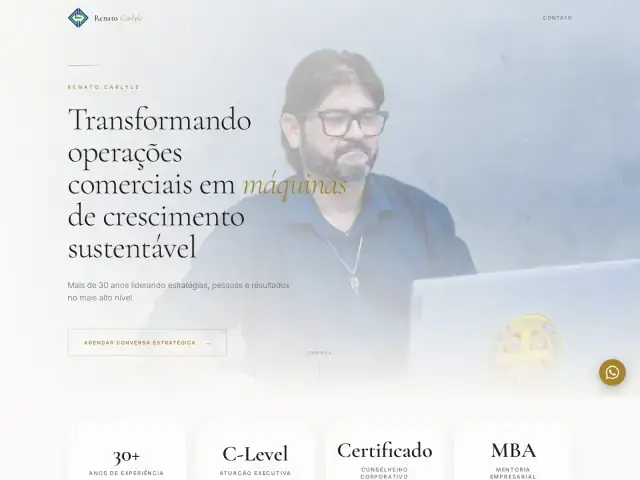 Renato Carlyle
CONTATO
RENATO CARLYLE
Transformando
operações
comerciais em máquinas
de crescimento
sustentável
Mais de 30 anos liderando estratégias, pessoas e resultados
no mais alto nível
AGENDAR CONVERSA ESTRATÉGICA →
30+
ANOS DE EXPERIÊNCIA
C-Level
ATUAÇÃO EXECUTIVA
Certificado
CONSELHEIRO
CORPORATIVO
MBA
MENTORIA
EMPRESARIAL